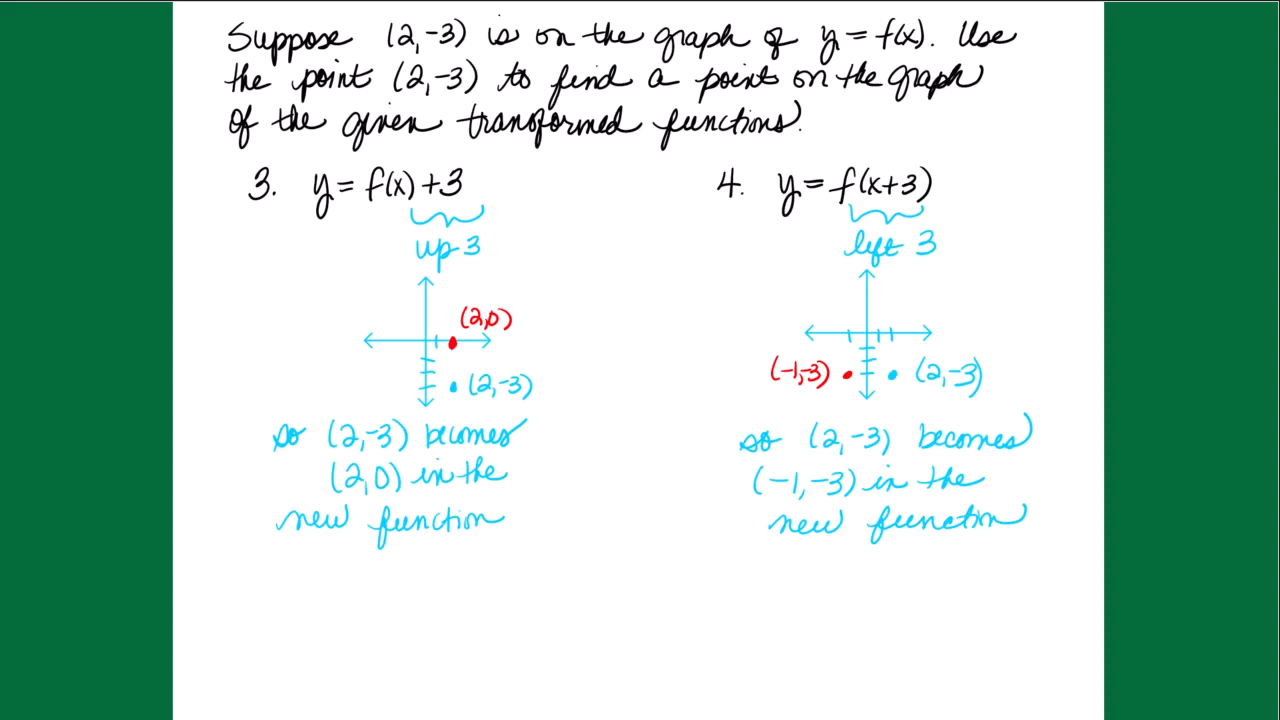 Suppose (2,-3) is on the graph of y = f(x). Use
the point (2,-3) to find a point on the graph
of the given transformed functions.
3. y = f(x) + 3
up 3
(2,0)
(2,-3)
so (2,-3) becomes
(2,0) in the
new function
4. y = f(x+3)
left 3
(-1,-3)
(2,-3)
so (2,-3) becomes
(-1,-3) in the
new function